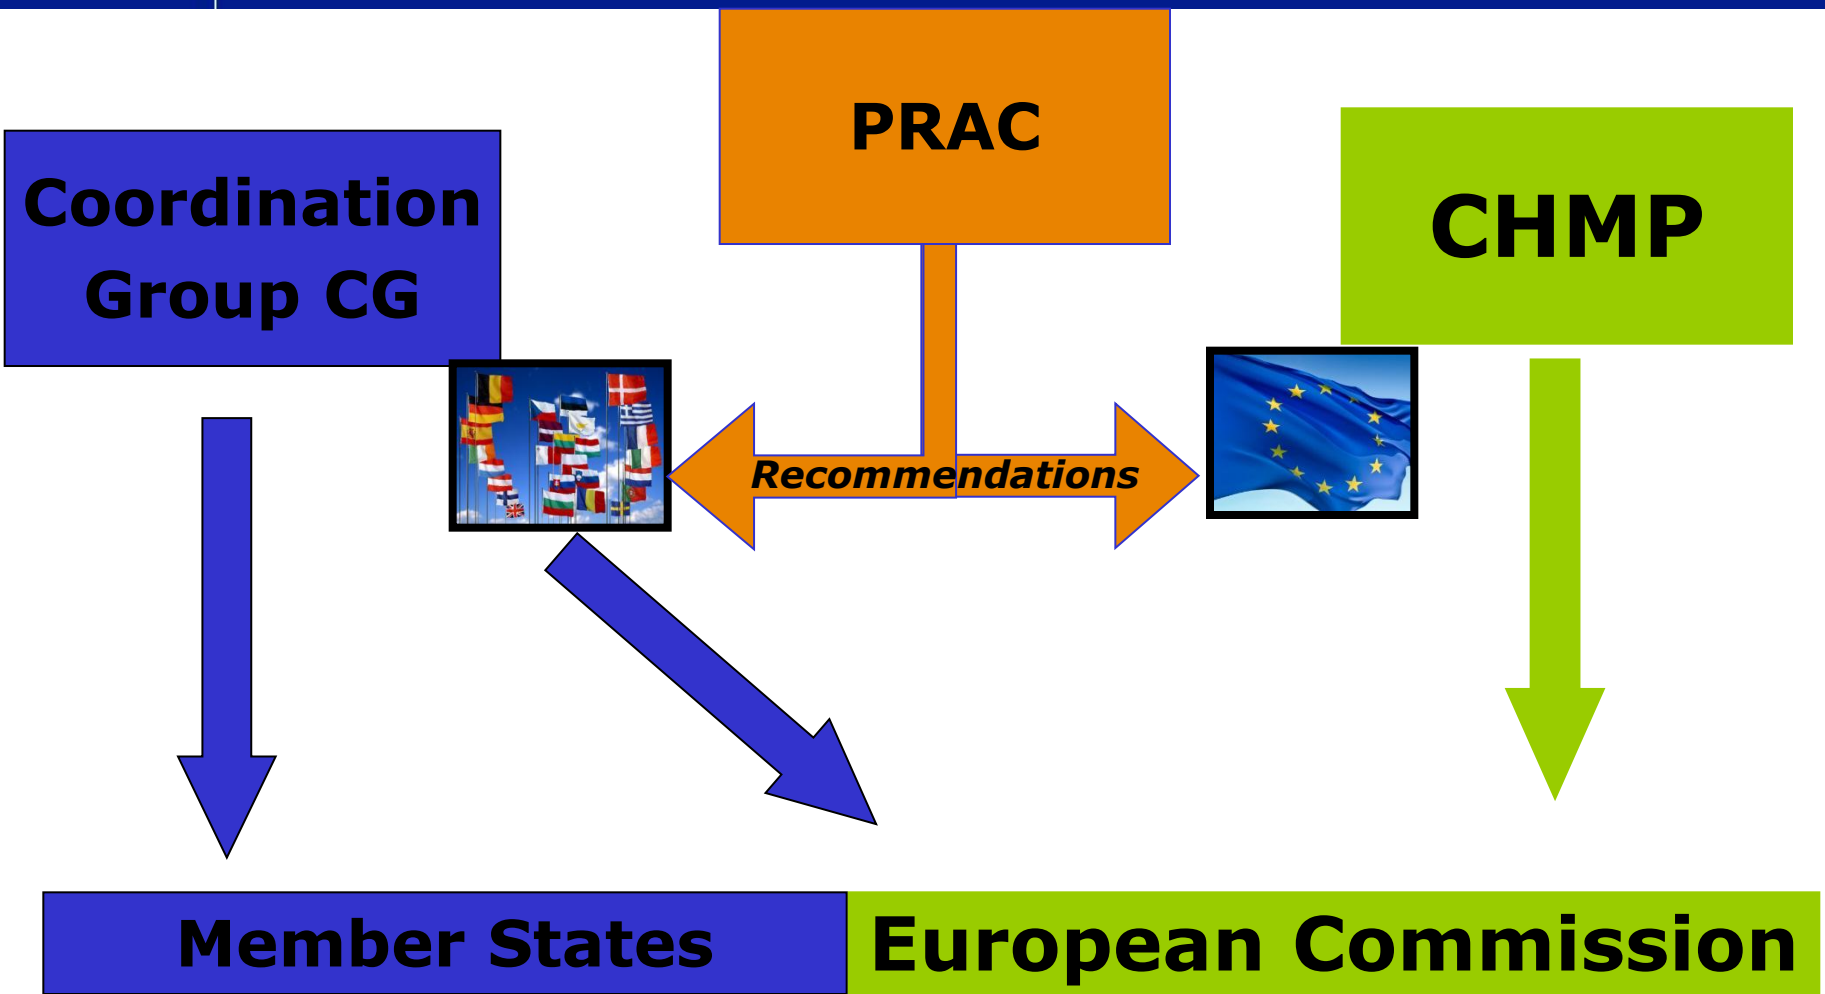 PRAC
Coordination
Group CG
CHMP
Recommendations
Member States
European Commission